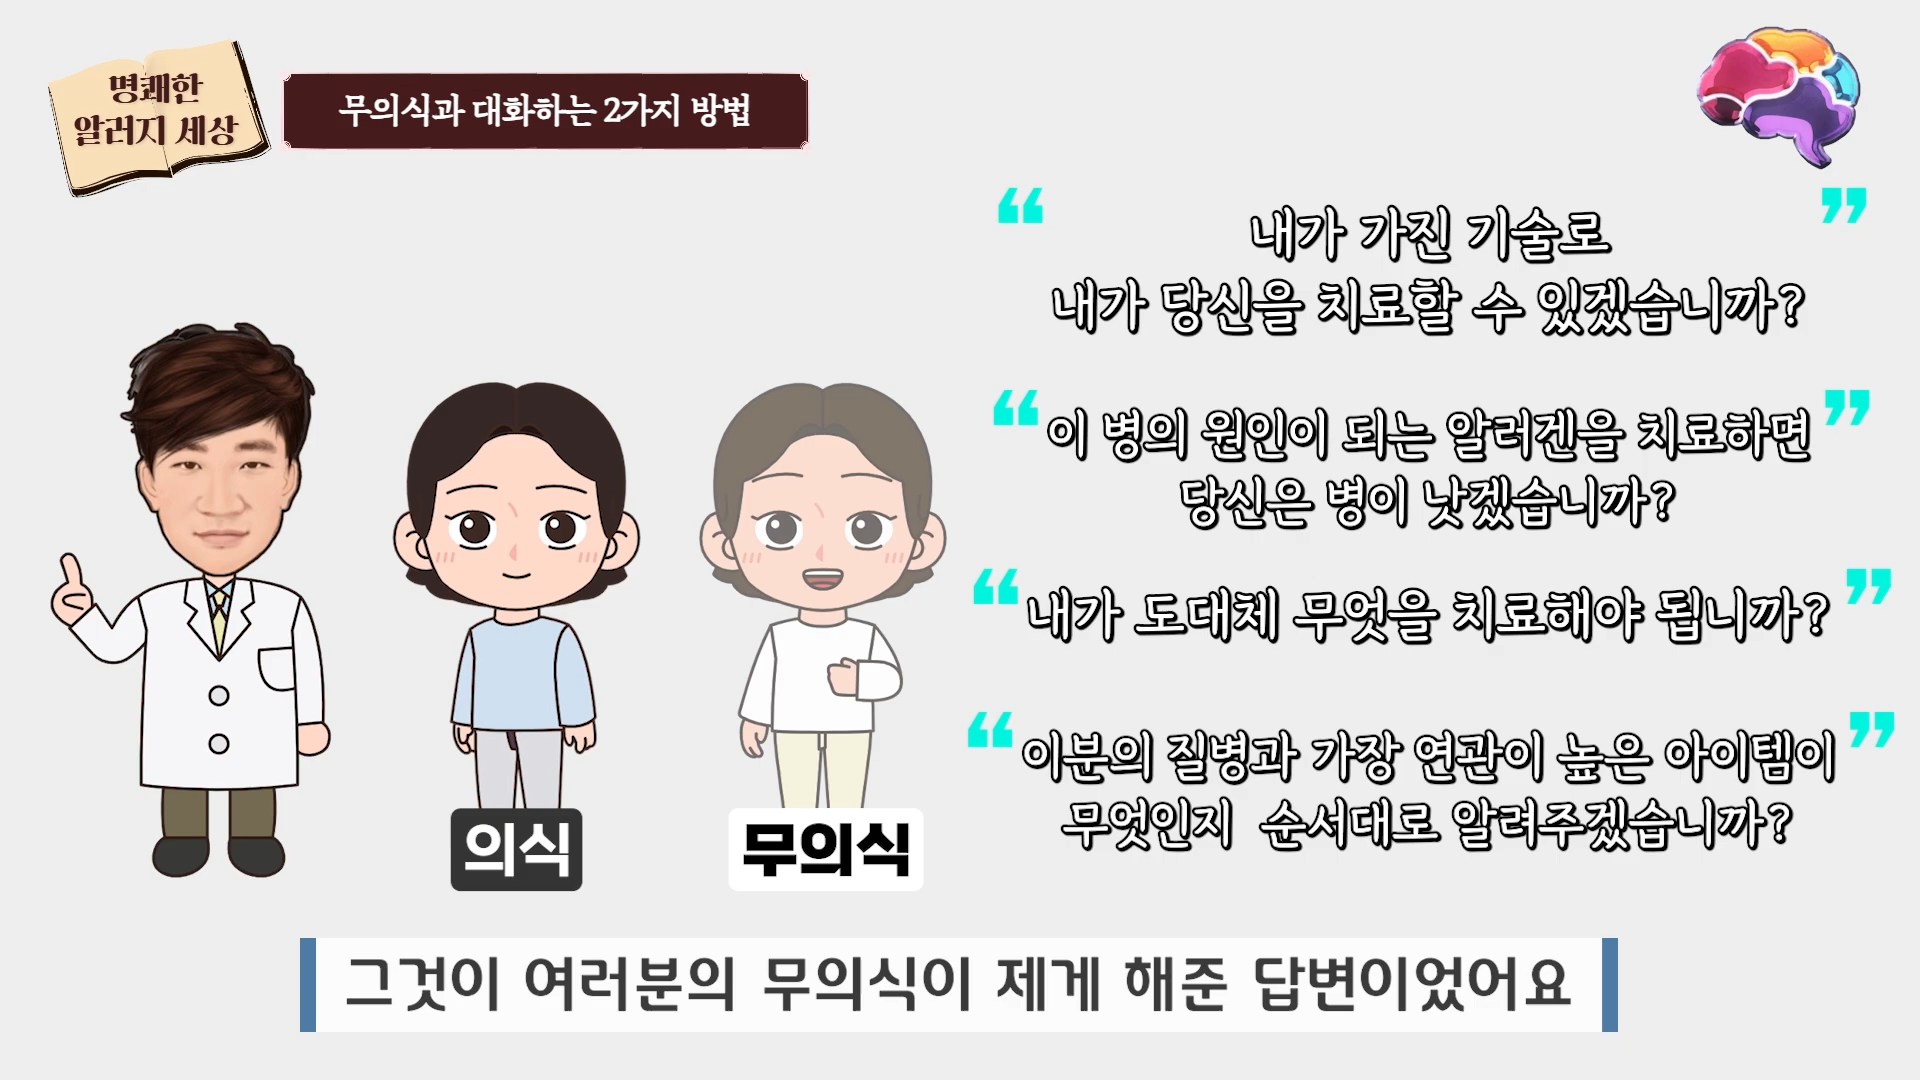 명쾌한
알러지 세상
무의식과 대화하는 2가지 방법
“ 내가 가진 기술로 ”
내가 당신을 치료할 수 있겠습니까?
“ 이 병의 원인이 되는 알러겐을 치료하면 ”
당신은 병이 낫겠습니까?
“ 내가 도대체 무엇을 치료해야 됩니까? ”
“ 이분의 질병과 가장 연관이 높은 아이템이 ”
무엇인지 순서대로 알려주겠습니까?
의식
무의식
그것이 여러분의 무의식이 제게 해준 답변이었어요